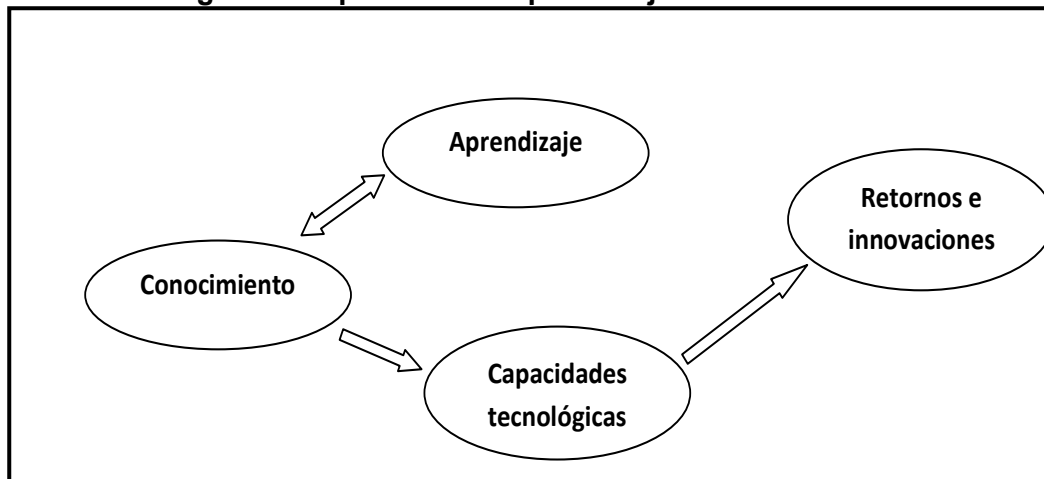 Aprendizaje
Retornos e
innovaciones
Conocimiento
Capacidades
tecnológicas